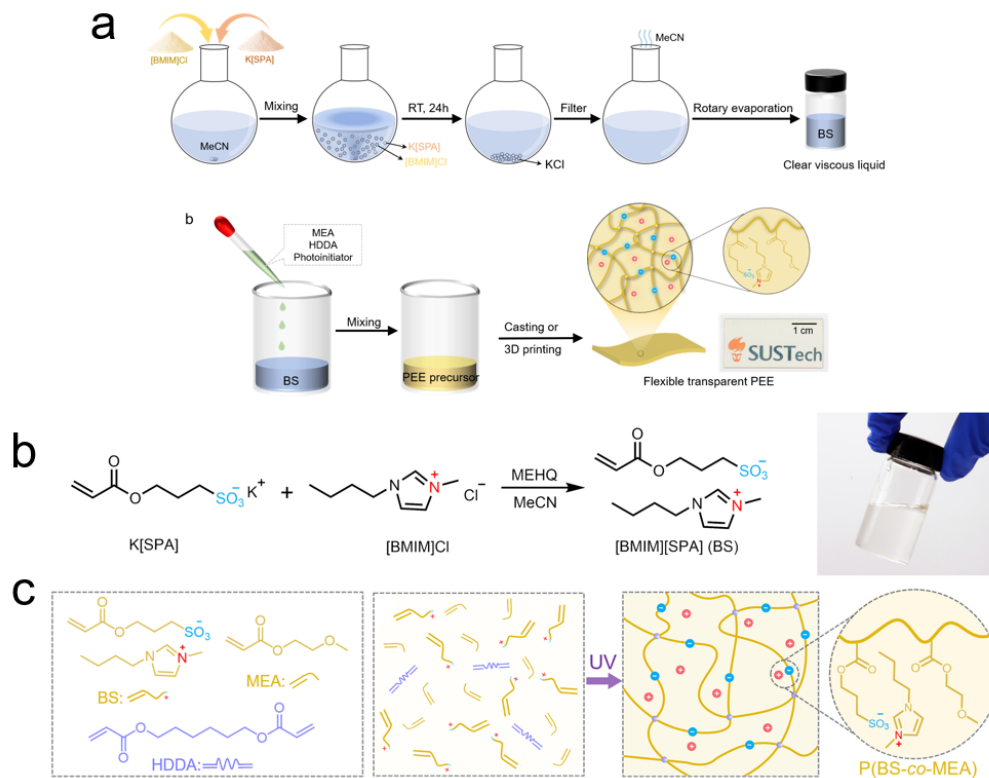 a
MeCN
[BMIM]Cl
K[SPA]
Mixing
RT, 24h
Filter
Rotary evaporation
MeCN
K[SPA]
[BMIM]Cl
KCl
BS
Clear viscous liquid
b
MEA
HDDA
Photoinitiator
Mixing
Casting or
3D printing
SO₃⁻
N
N⁺
1 cm
SUSTech
BS
PEE precursor
Flexible transparent PEE
b
O
O
SO₃⁻
K⁺
+
N
N⁺
Cl⁻
MEHQ
MeCN
O
O
SO₃⁻
N
N⁺
K[SPA]
[BMIM]Cl
[BMIM][SPA] (BS)
c
O
O
SO₃⁻
N
N⁺
BS:
O
O
O
MEA:
O
O
O
O
HDDA:
UV
O
O
O
O
O
SO₃⁻
N
N⁺
P(BS-co-MEA)